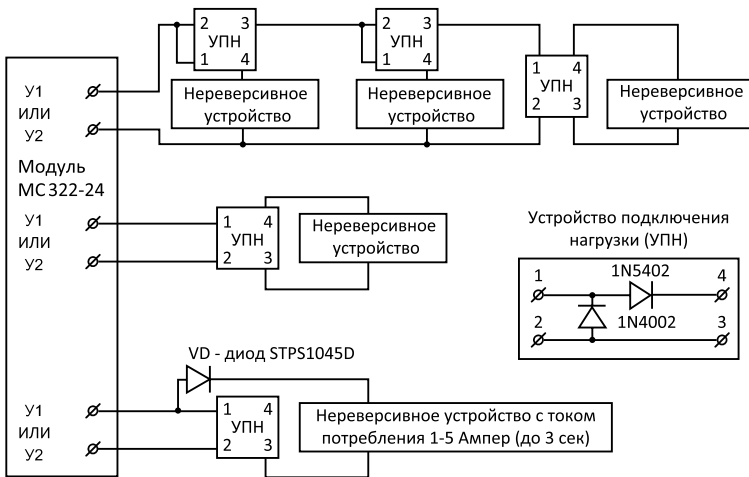 2 3
УПН
1 4
2 3
УПН
1 4
1 4
УПН
2 3
Нереверсивное
устройство
Нереверсивное
устройство
Нереверсивное
устройство
У1
ИЛИ
У2
Модуль
МС 322-24
У1
ИЛИ
У2
1 4
УПН
2 3
Нереверсивное
устройство
Устройство подключения
нагрузки (УПН)
1 1N5402 4
2 1N4002 3
VD - диод STPS1045D
У1
ИЛИ
У2
1 4
УПН
2 3
Нереверсивное устройство с током
потребления 1-5 Ампер (до 3 сек)